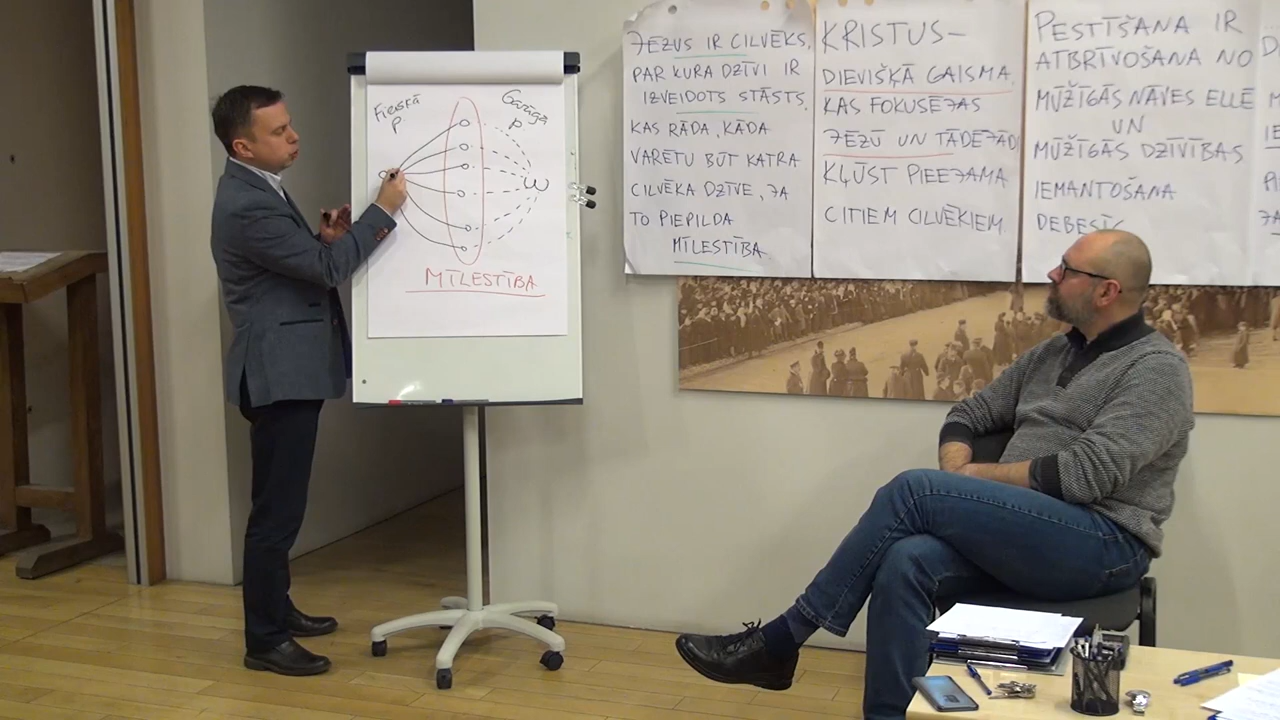 Fiziskā
P
Garīgā
p.
ω
MĪLESTĪBA
JĒZUS IR CILVĒKS,
PAR KURA DZĪVI IR
IZVEIDOTS STĀSTS,
KAS RĀDA, KĀDA
VARĒTU BŪT KATRA
CILVĒKA DZĪVE, JA
TO PIEPILDA
MĪLESTĪBA.
KRISTUS-
DIEVIŠĶĀ GAISMA,
KAS FOKUSĒJAS
JĒZŪ UN TĀDĒJĀDI
KĻŪST PIEEJAMA
CITIEM CILVĒKIEM.
PESTĪŠANA IR
ATBRĪVOŠANA NO
MŪŽĪGĀS NĀVES ELLĒ
UN
MŪŽĪGĀS DZĪVĪBAS
IEMANTOŠANA
DEBESĪS